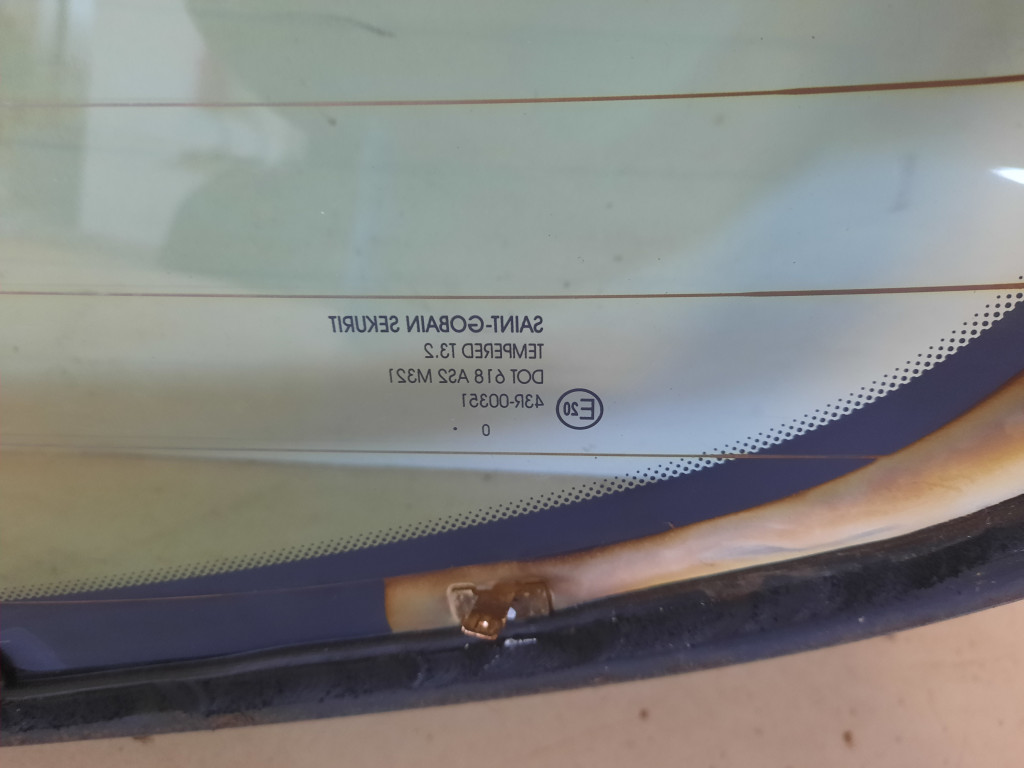 SAINT-GOBAIN SEKURIT
TEMPERED T3.2
DOT 618 AS2 M321
E20 43R-00351
0 .